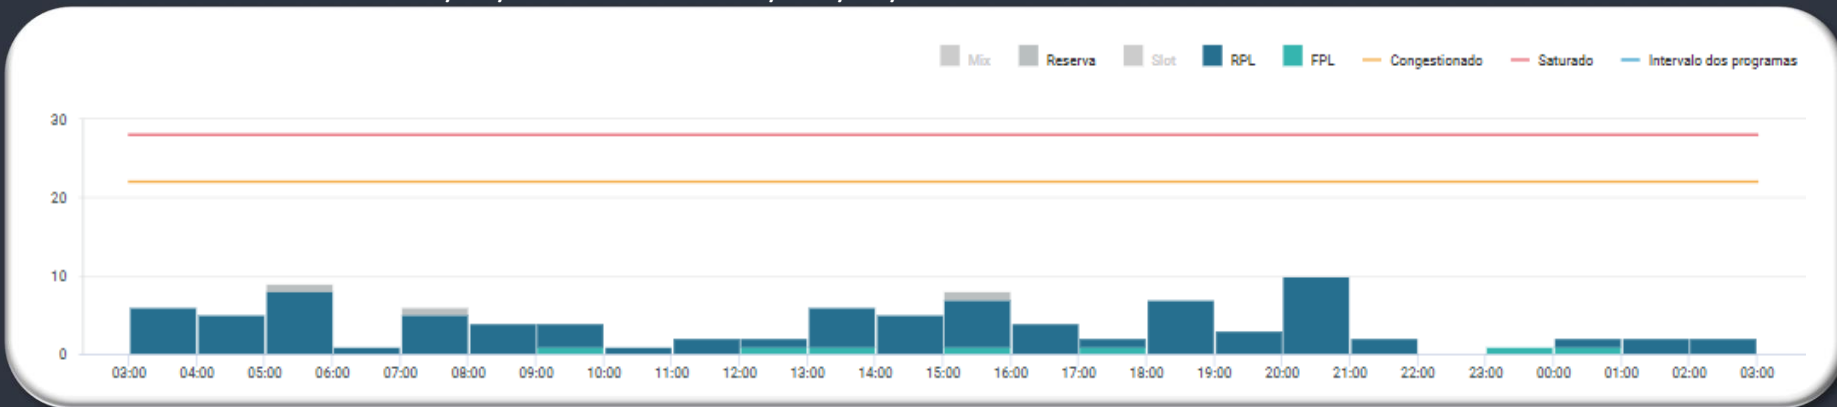 Mix Reserva Slot RPL FPL Congestionado Saturado Intervalo dos programas
30
20
10
0
03:00 04:00 05:00 06:00 07:00 08:00 09:00 10:00 11:00 12:00 13:00 14:00 15:00 16:00 17:00 18:00 19:00 20:00 21:00 22:00 23:00 00:00 01:00 02:00 03:00